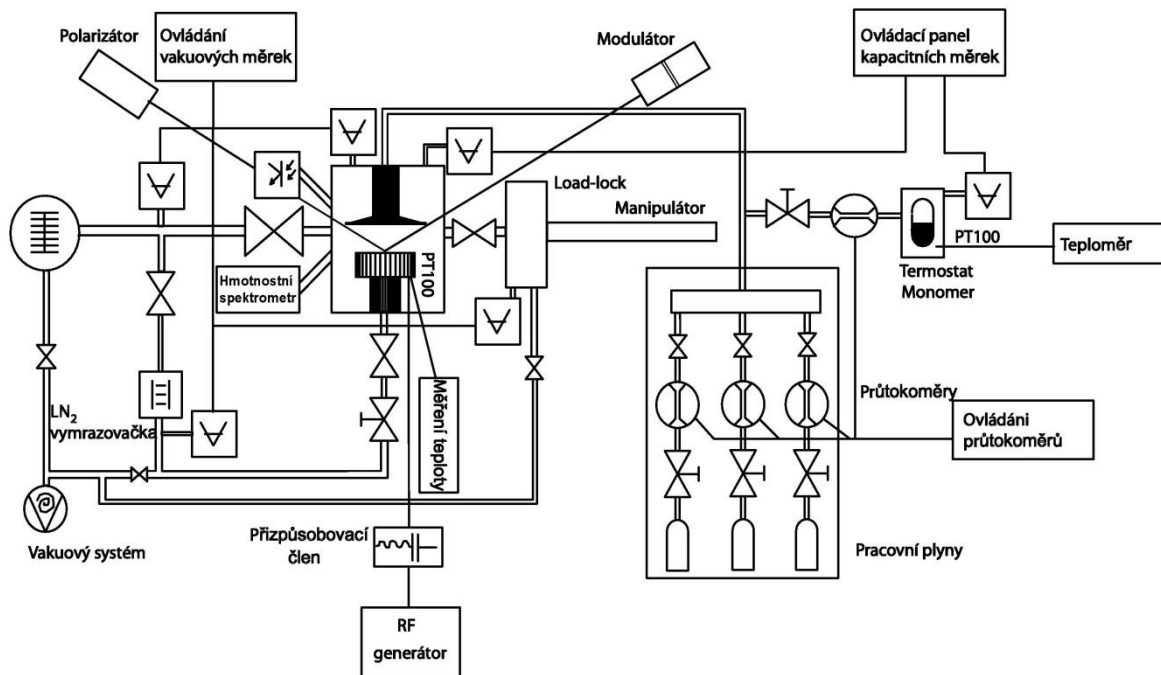 Polarizátor
Ovládání
vakuových měrek
Modulátor
Ovládací panel
kapacitních měrek
Load-lock
Manipulátor
PT100
Teploměr
Termostat
Monomer
Hmotnostní
spektrometr
PT100
Měření teploty
LN2
vymrazovačka
Průtokoměry
Ovládáni
průtokoměrů
Vakuový systém
Přizpůsobovací
člen
Pracovní plyny
RF
generátor